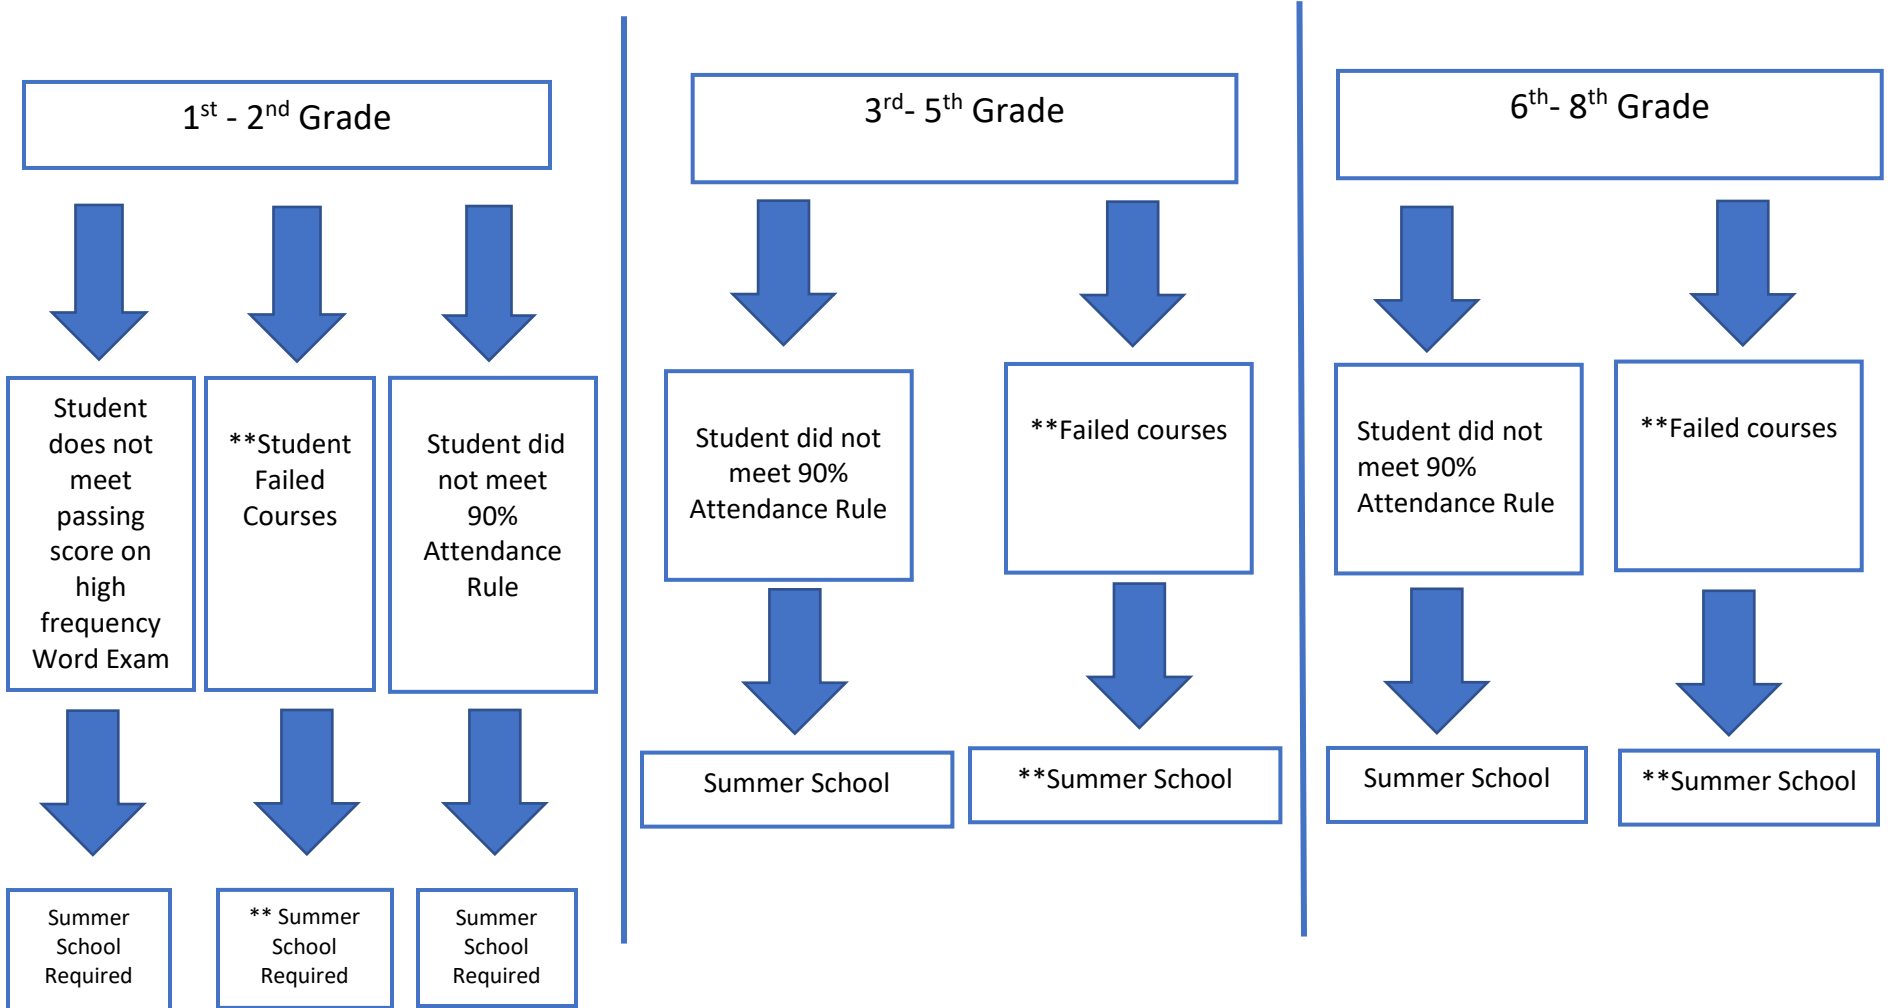 1st - 2nd Grade
Student
does not
meet
passing
score on
high
frequency
Word Exam
**Student
Failed
Courses
Student did
not meet
90%
Attendance
Rule
Summer
School
Required
** Summer
School
Required
Summer
School
Required
3rd- 5th Grade
Student did not
meet 90%
Attendance Rule
**Failed courses
Summer School
**Summer School
6th- 8th Grade
Student did not
meet 90%
Attendance Rule
**Failed courses
Summer School
**Summer School